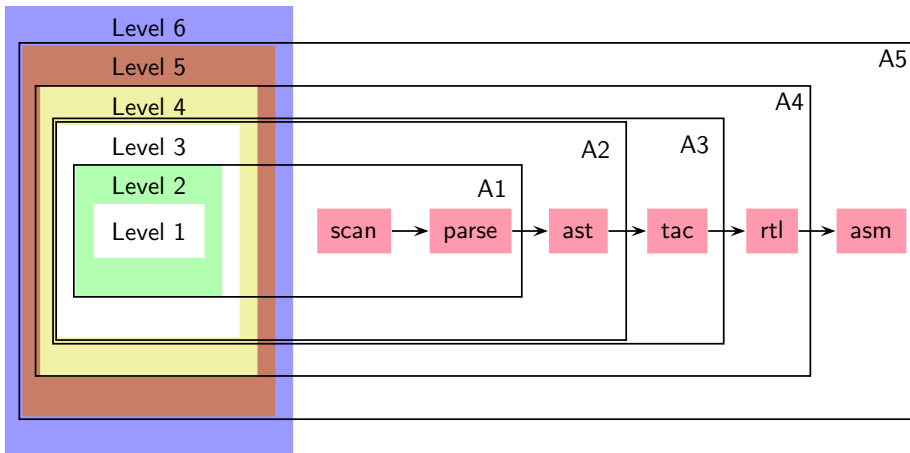 Level 6
A5
Level 5
A4
Level 4
A3
A2
Level 3
A1
Level 2
Level 1
scan parse ast tac rtl asm